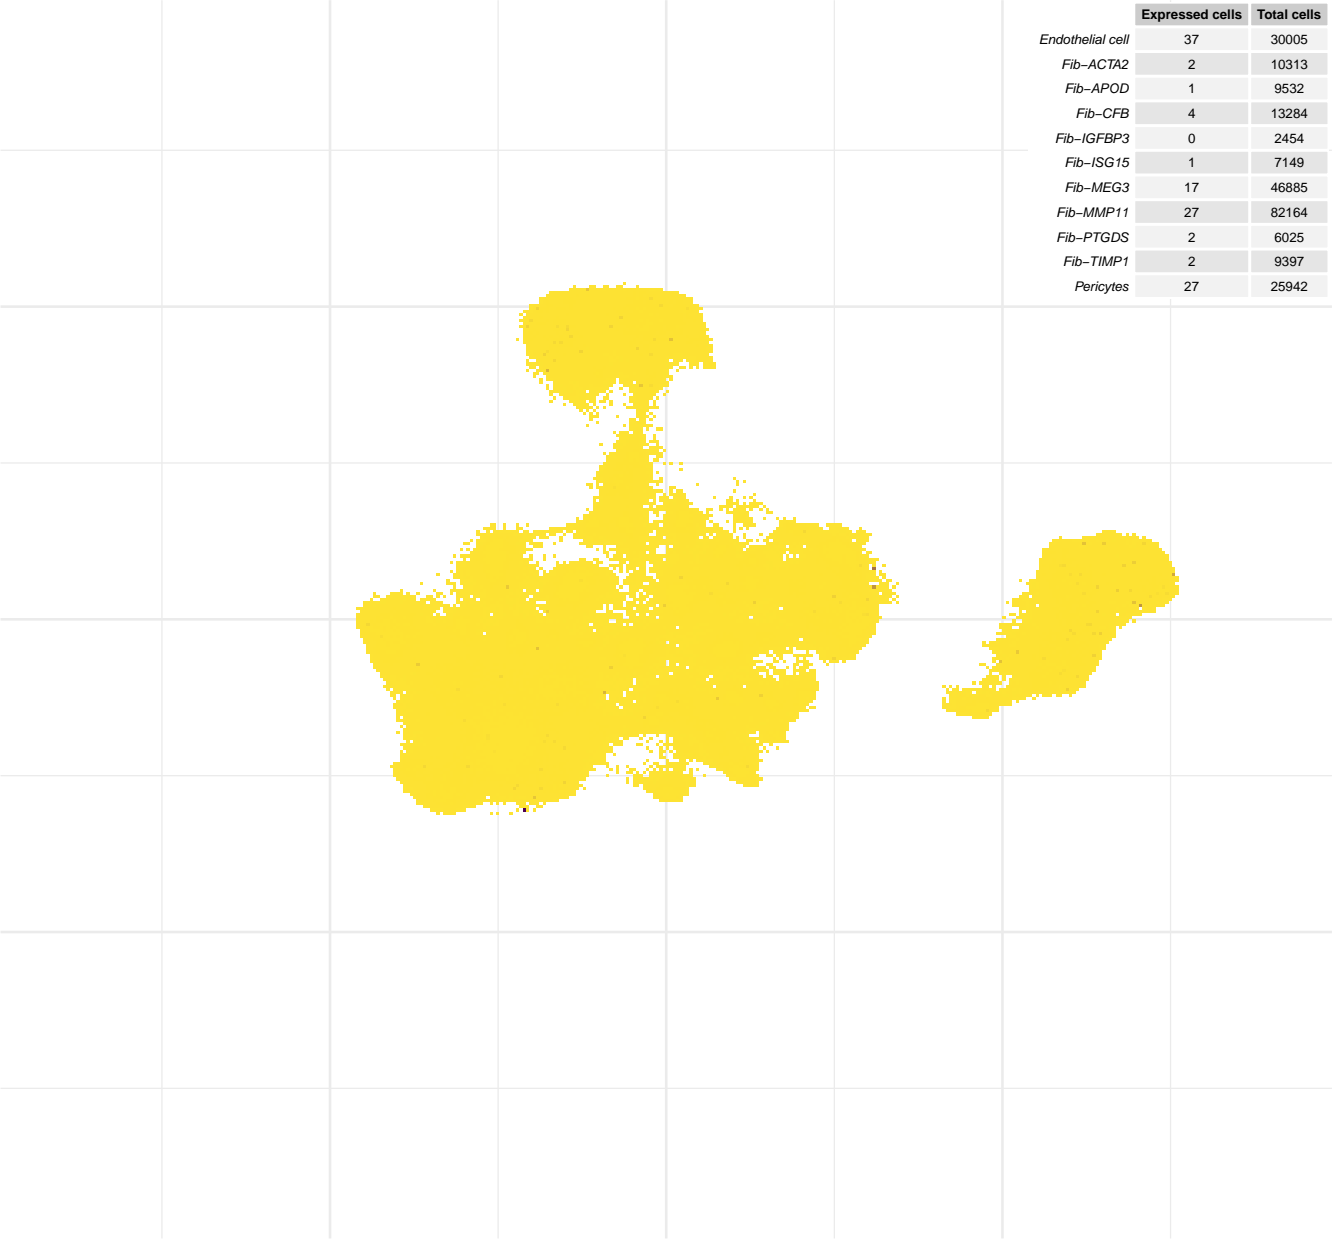 Expressed cells Total cells
Endothelial cell 37 30005
Fib−ACTA2 2 10313
Fib−APOD 1 9532
Fib−CFB 4 13284
Fib−IGFBP3 0 2454
Fib−ISG15 1 7149
Fib−MEG3 17 46885
Fib−MMP11 27 82164
Fib−PTGDS 2 6025
Fib−TIMP1 2 9397
Pericytes 27 25942